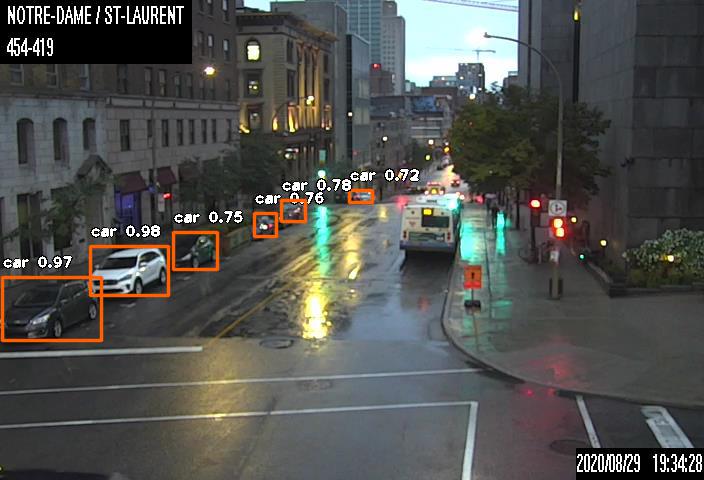 NOTRE-DAME / ST-LAURENT
454-419
car 0.72
car 0.78
car 0.76
car 0.75
car 0.98
car 0.97
2020/08/29 19:34:28